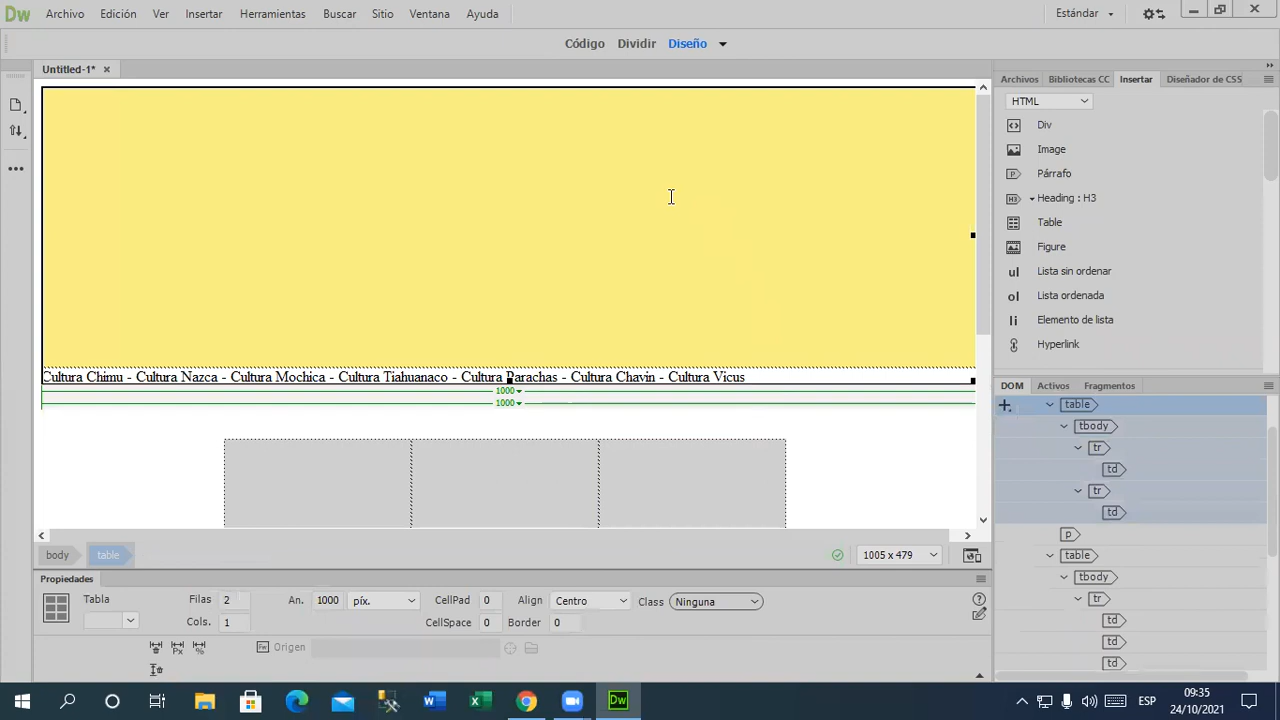 Dw Archivo Edición Ver Insertar Herramientas Buscar Sitio Ventana Ayuda Estándar
Código Dividir Diseño
Untitled-1*
Archivos Bibliotecas CC Insertar Diseñador de CSS
HTML
Div
Image
Párrafo
Heading : H3
Table
Figure
ul Lista sin ordenar
ol Lista ordenada
li Elemento de lista
Hyperlink
Cultura Chimu - Cultura Nazca - Cultura Mochica - Cultura Tiahuanaco - Cultura Parachas - Cultura Chavin - Cultura Vicus
1000
1000
DOM Activos Fragmentos
table
tbody
tr
td
tr
td
p
table
tbody
tr
td
td
td
body table 1005 x 479
Propiedades
Tabla Filas 2 An. 1000 píx. CellPad 0 Align Centro Class Ninguna
Cols. 1 CellSpace 0 Border 0
Px % Origen
ESP 09:35
24/10/2021